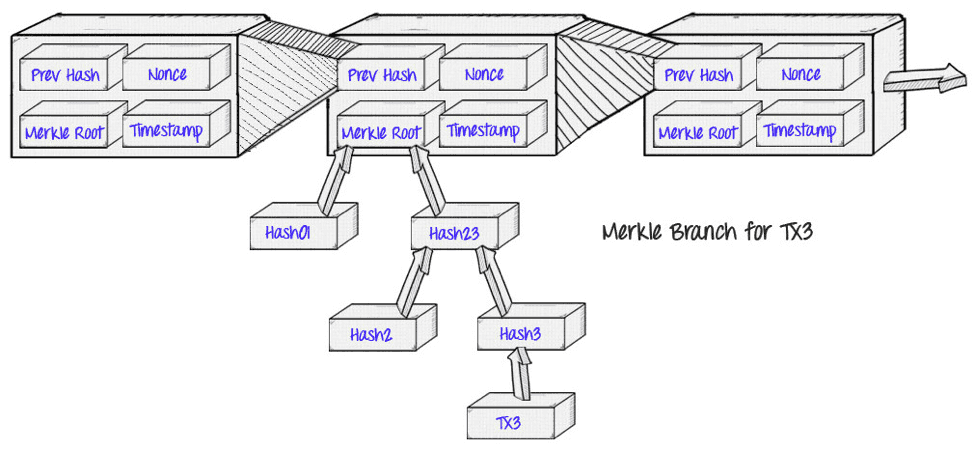 Prev Hash
Nonce
Merkle Root
Timestamp
Prev Hash
Nonce
Merkle Root
Timestamp
Prev Hash
Nonce
Merkle Root
Timestamp
Hash01
Hash23
Merkle Branch for TX3
Hash2
Hash3
TX3